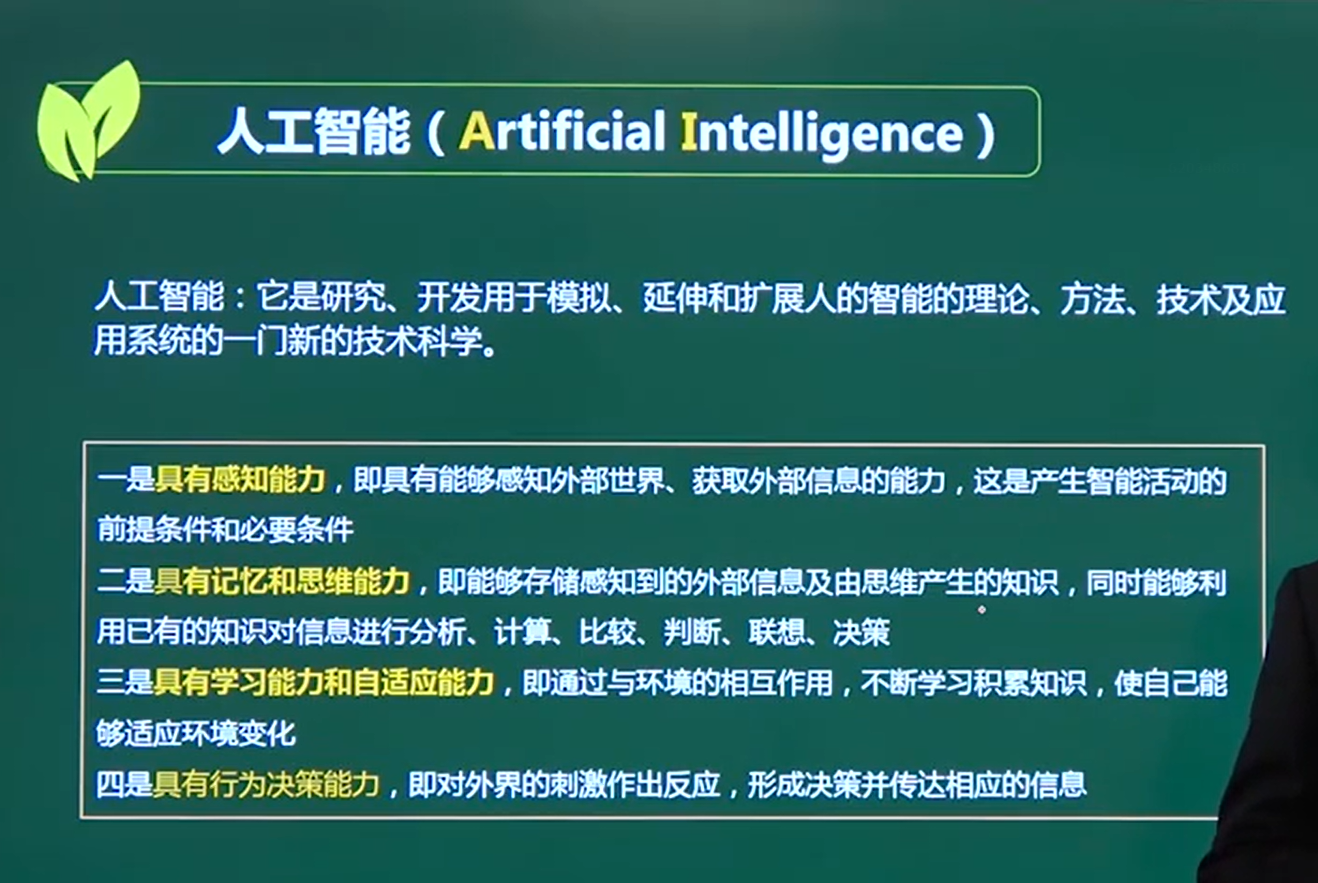 人工智能（Artificial Intelligence）
人工智能：它是研究、开发用于模拟、延伸和扩展人的智能的理论、方法、技术及应
用系统的一门新的技术科学。
一是具有感知能力，即具有能够感知外部世界、获取外部信息的能力，这是产生智能活动的
前提条件和必要条件
二是具有记忆和思维能力，即能够存储感知到的外部信息及由思维产生的知识，同时能够利
用已有的知识对信息进行分析、计算、比较、判断、联想、决策
三是具有学习能力和自适应能力，即通过与环境的相互作用，不断学习积累知识，使自己能
够适应环境变化
四是具有行为决策能力，即对外界的刺激作出反应，形成决策并传达相应的信息